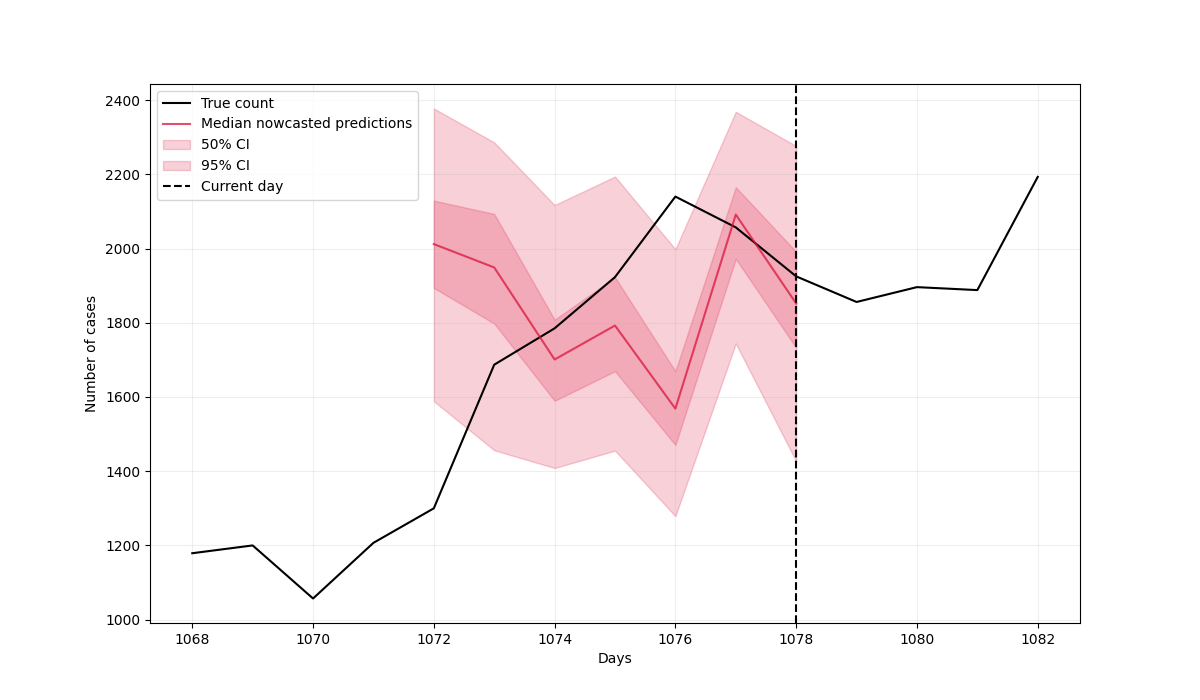 True count
Median nowcasted predictions
50% CI
95% CI
Current day
2400
2200
2000
1800
1600
1400
1200
1000
Number of cases
1068 1070 1072 1074 1076 1078 1080 1082
Days